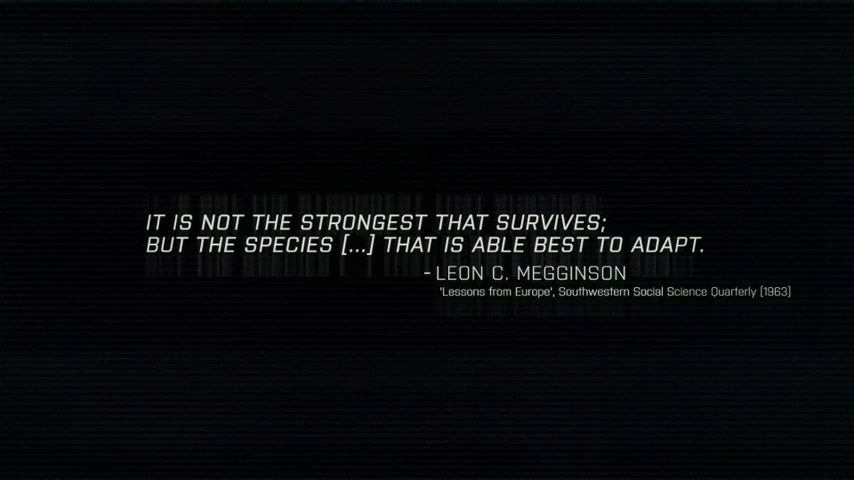 IT IS NOT THE STRONGEST THAT SURVIVES;
BUT THE SPECIES [...] THAT IS ABLE BEST TO ADAPT.
- LEON C. MEGGINSON
'Lessons from Europe', Southwestern Social Science Quarterly (1963)